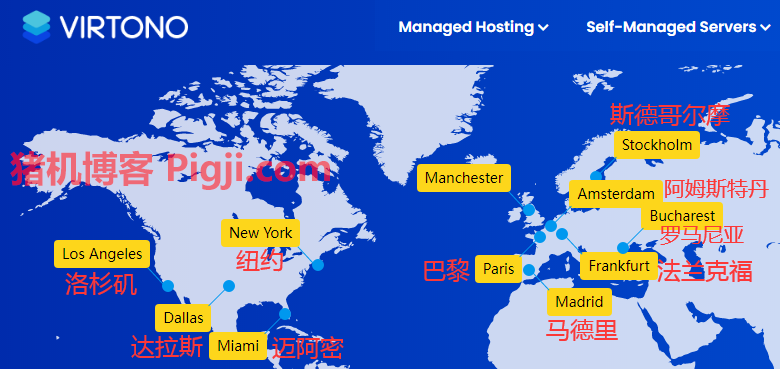 VIRTONO
Managed Hosting
Self-Managed Servers
斯德哥尔摩
Stockholm
猪机博客 Pigji.com
Manchester
Amsterdam
阿姆斯特丹
Bucharest
罗马尼亚
New York
纽约
Los Angeles
洛杉矶
巴黎
Paris
Frankfurt
法兰克福
Madrid
马德里
Dallas
达拉斯
Miami
迈阿密